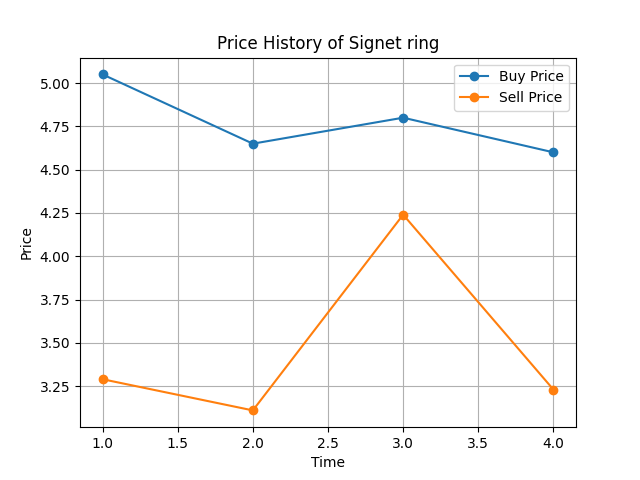 Price History of Signet ring
Buy Price
Sell Price
5.00
4.75
4.50
4.25
4.00
3.75
3.50
3.25
Price
1.0 1.5 2.0 2.5 3.0 3.5 4.0
Time